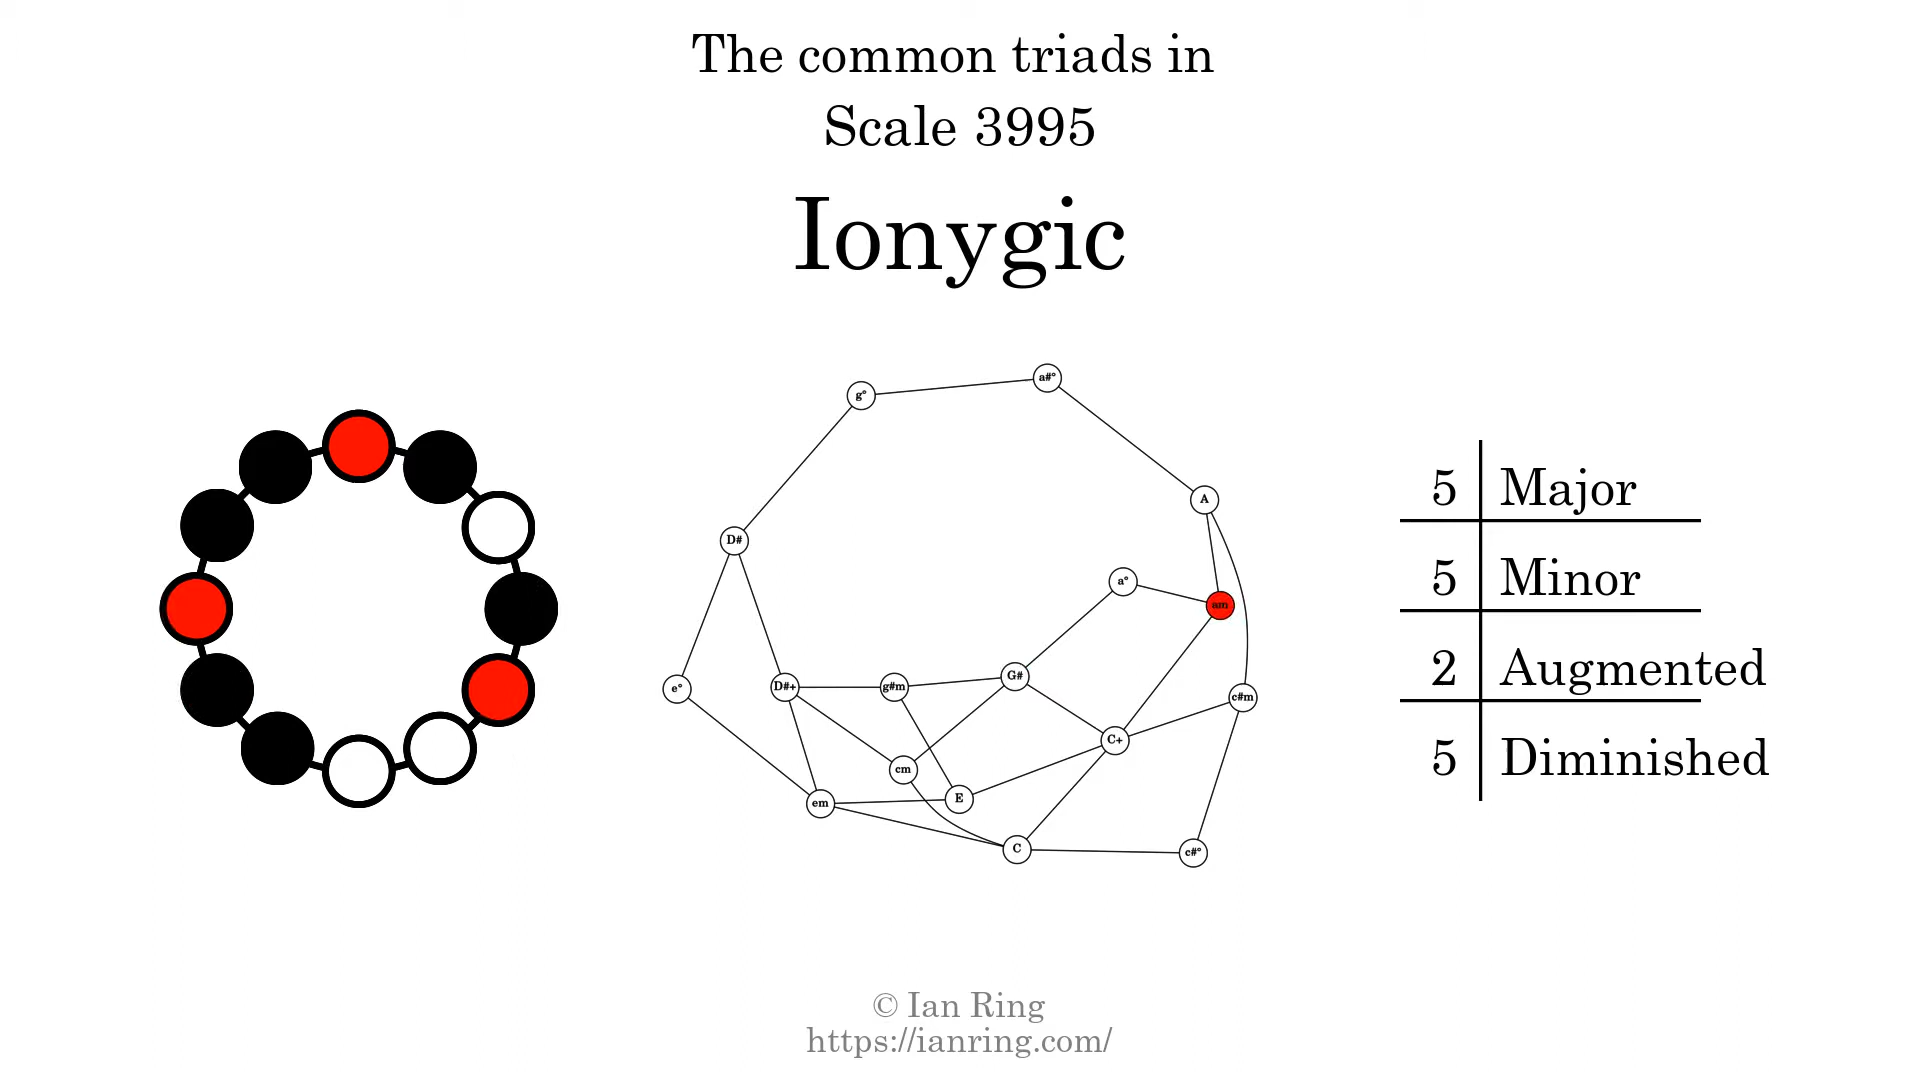 The common triads in
Scale 3995
Ionygic
g°
a#°
A
D#
a°
am
e°
D#+
g#m
G#
c#m
C+
cm
em
E
C
c#°
5 Major
5 Minor
2 Augmented
5 Diminished
© Ian Ring
https://ianring.com/